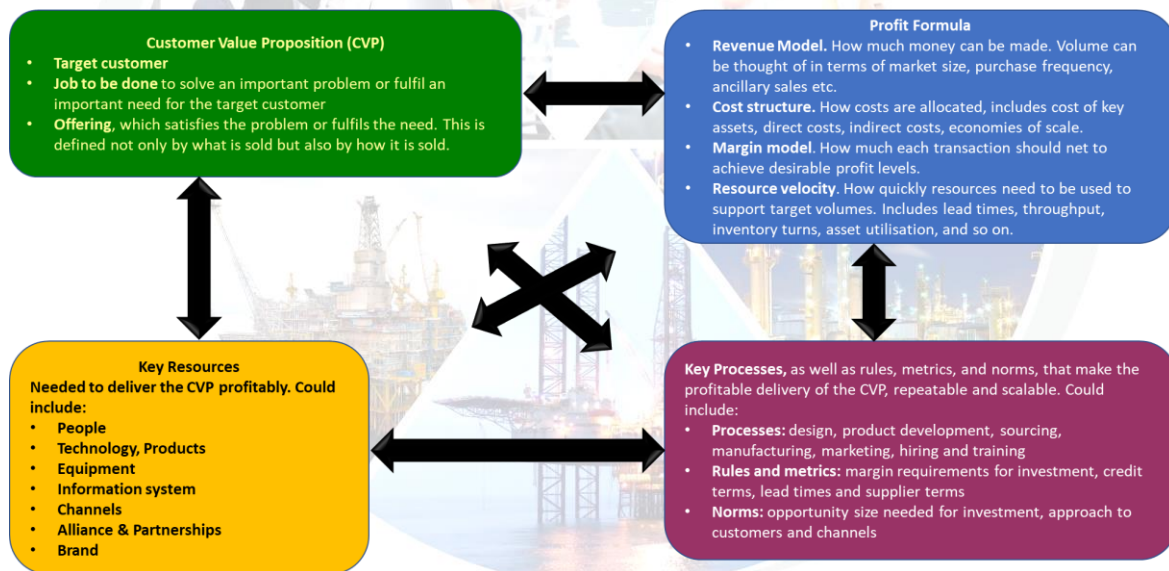 Customer Value Proposition (CVP)
• Target customer
• Job to be done to solve an important problem or fulfil an
important need for the target customer
• Offering, which satisfies the problem or fulfils the need. This is
defined not only by what is sold but also by how it is sold.
Profit Formula
• Revenue Model. How much money can be made. Volume can
be thought of in terms of market size, purchase frequency,
ancillary sales etc.
• Cost structure. How costs are allocated, includes cost of key
assets, direct costs, indirect costs, economies of scale.
• Margin model. How much each transaction should net to
achieve desirable profit levels.
• Resource velocity. How quickly resources need to be used to
support target volumes. Includes lead times, throughput,
inventory turns, asset utilisation, and so on.
Key Resources
Needed to deliver the CVP profitably. Could
include:
• People
• Technology, Products
• Equipment
• Information system
• Channels
• Alliance & Partnerships
• Brand
Key Processes, as well as rules, metrics, and norms, that make the
profitable delivery of the CVP, repeatable and scalable. Could
include:
• Processes: design, product development, sourcing,
manufacturing, marketing, hiring and training
• Rules and metrics: margin requirements for investment, credit
terms, lead times and supplier terms
• Norms: opportunity size needed for investment, approach to
customers and channels